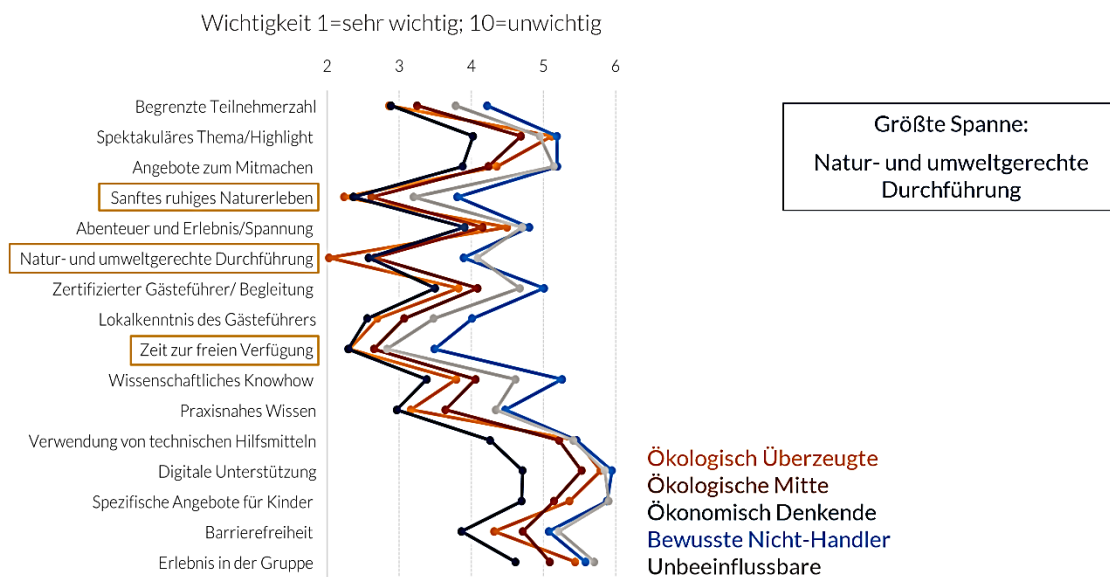 Wichtigkeit 1=sehr wichtig; 10=unwichtig
2 3 4 5 6
Begrenzte Teilnehmerzahl
Spektakuläres Thema/Highlight
Angebote zum Mitmachen
Sanftes ruhiges Naturerleben
Abenteuer und Erlebnis/Spannung
Natur- und umweltgerechte Durchführung
Zertifizierter Gästeführer/ Begleitung
Lokalkenntnis des Gästeführers
Zeit zur freien Verfügung
Wissenschaftliches Knowhow
Praxisnahes Wissen
Verwendung von technischen Hilfsmitteln
Digitale Unterstützung
Spezifische Angebote für Kinder
Barrierefreiheit
Erlebnis in der Gruppe
Größte Spanne:
Natur- und umweltgerechte
Durchführung
Ökologisch Überzeugte
Ökologische Mitte
Ökonomisch Denkende
Bewusste Nicht-Handler
Unbeeinflussbare